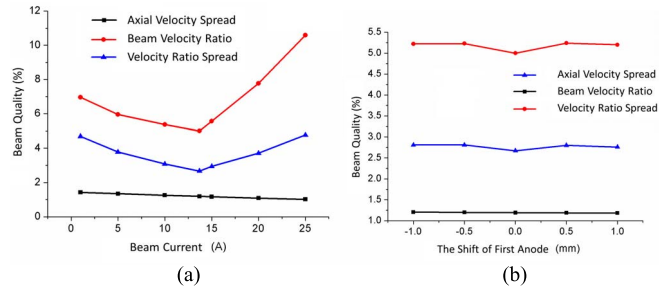 Axial Velocity Spread
Beam Velocity Ratio
Velocity Ratio Spread
Beam Quality (%)
12
10
8
6
4
2
0
0 5 10 15 20 25
Beam Current (A)
(a)
Axial Velocity Spread
Beam Velocity Ratio
Velocity Ratio Spread
Beam Quality (%)
5.5
5.0
4.5
4.0
3.5
3.0
2.5
2.0
1.5
1.0
-1.0 -0.5 0.0 0.5 1.0
The Shift of First Anode (mm)
(b)